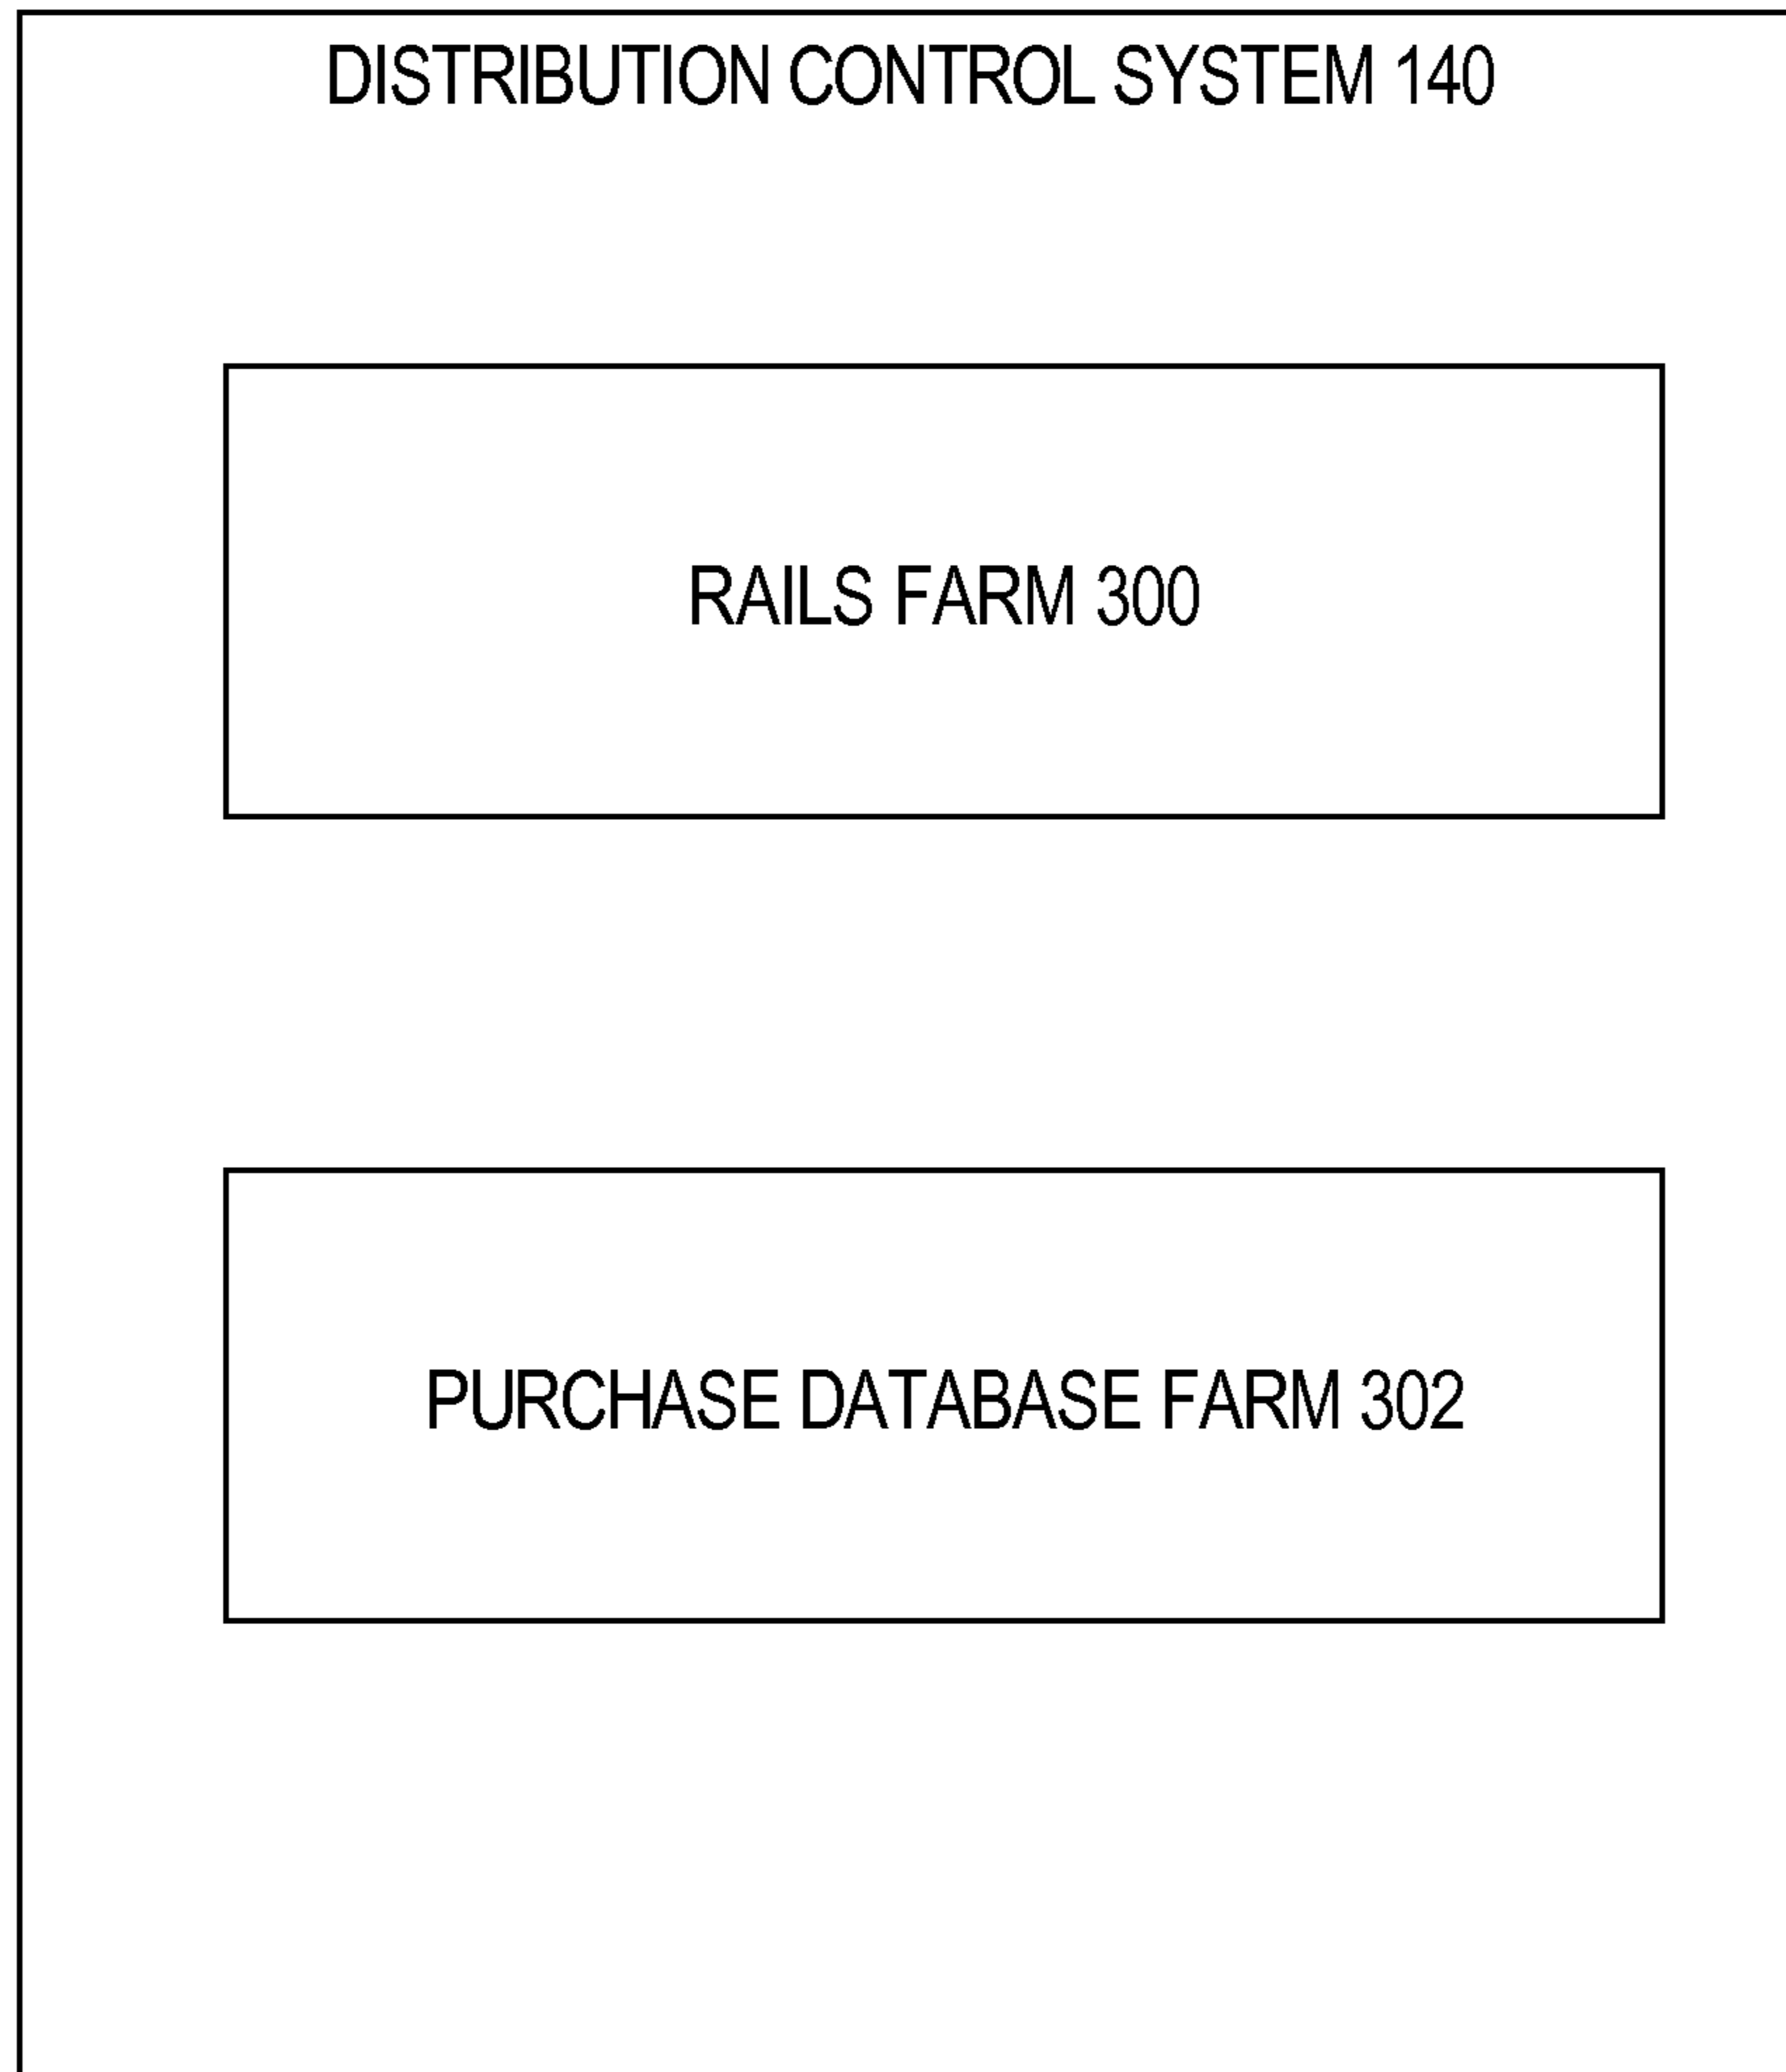 DISTRIBUTION CONTROL SYSTEM 140
RAILS FARM 300
PURCHASE DATABASE FARM 302